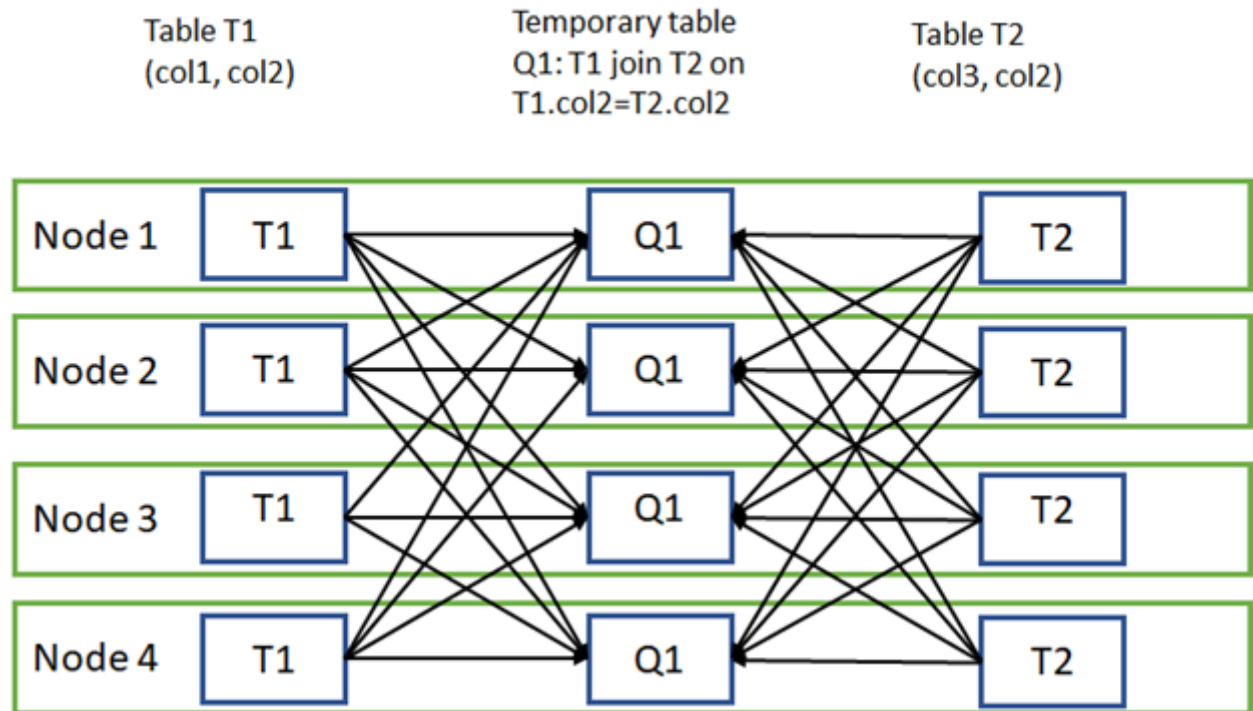 Table T1
(col1, col2)
Temporary table
Q1: T1 join T2 on
T1.col2=T2.col2
Table T2
(col3, col2)
Node 1 T1 Q1 T2
Node 2 T1 Q1 T2
Node 3 T1 Q1 T2
Node 4 T1 Q1 T2